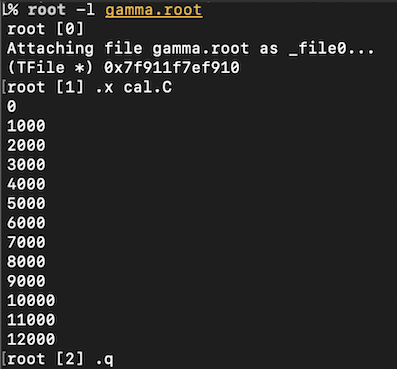 L% root -l gamma.root
root [0]
Attaching file gamma.root as _file0...
(TFile *) 0x7f911f7ef910
[root [1] .x cal.C
0
1000
2000
3000
4000
5000
6000
7000
8000
9000
10000
11000
12000
[root [2] .q